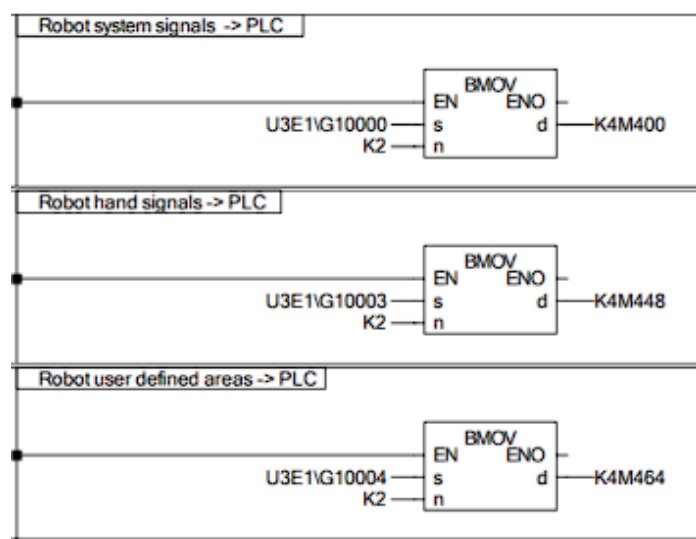 Robot system signals -> PLC
BMOV
EN ENO
U3E1\G10000 s d K4M400
K2 n
Robot hand signals -> PLC
BMOV
EN ENO
U3E1\G10003 s d K4M448
K2 n
Robot user defined areas -> PLC
BMOV
EN ENO
U3E1\G10004 s d K4M464
K2 n